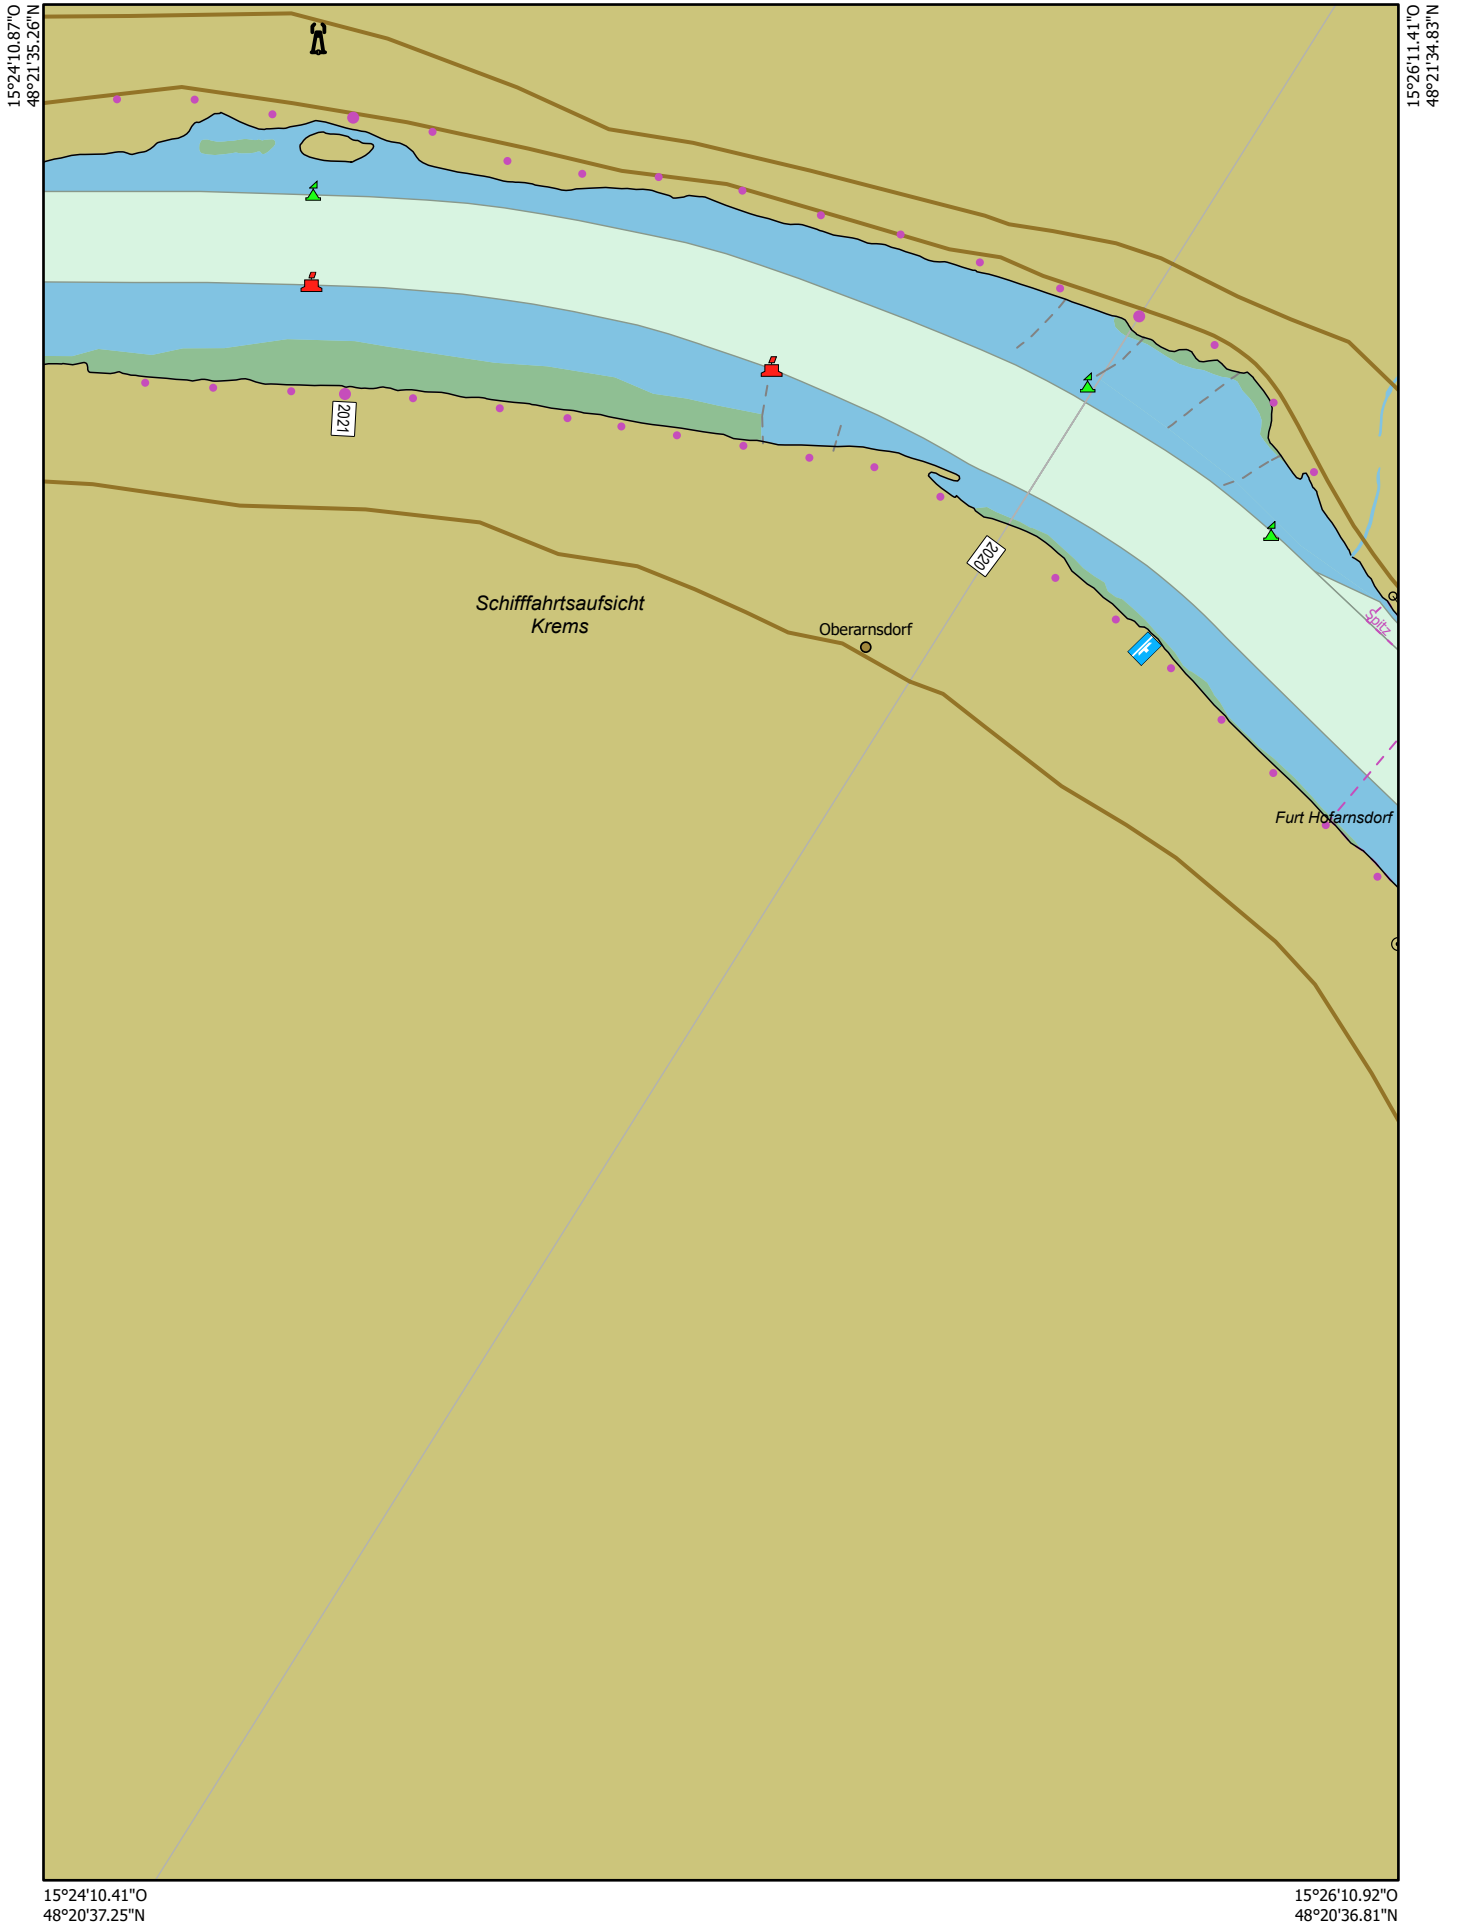 15°24'10.87"O
48°21'35.26"N
15°26'11.41"O
48°21'34.83"N
2021
2020
Schifffahrtsaufsicht
Krems
Oberarnsdorf
Spitz
Furt Hofarnsdorf
15°24'10.41"O
48°20'37.25"N
15°26'10.92"O
48°20'36.81"N